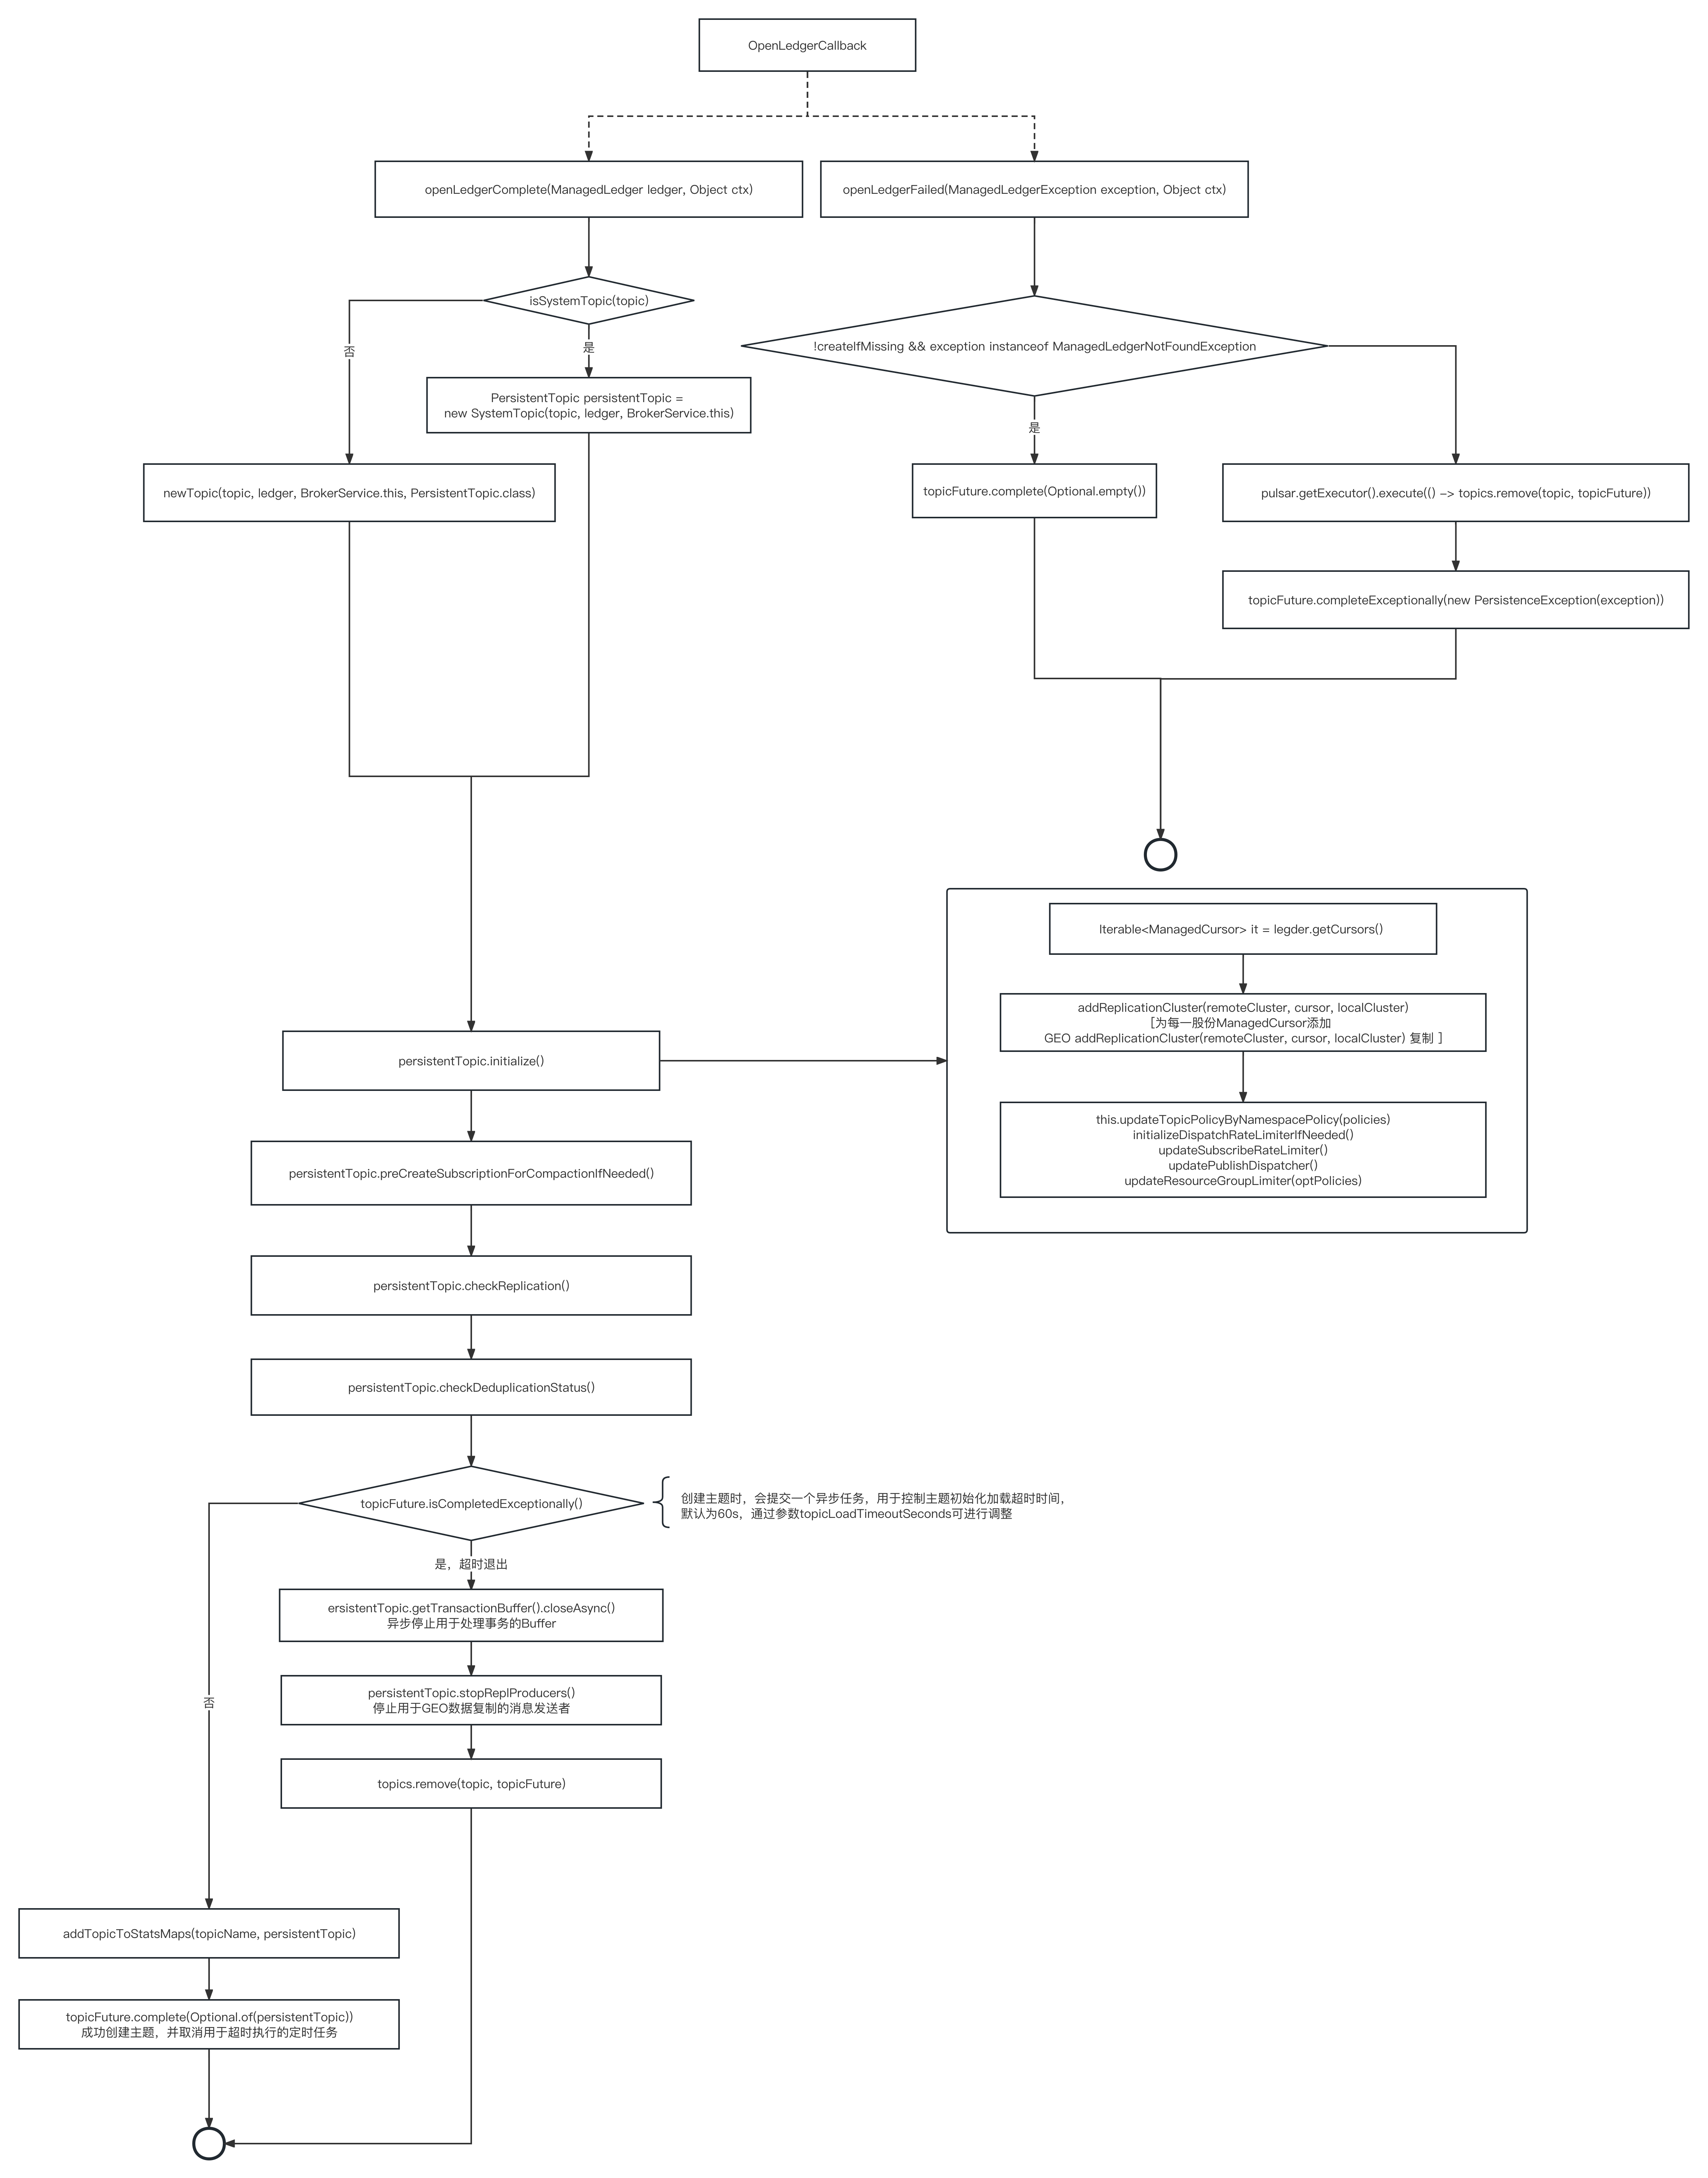 OpenLedgerCallback
openLedgerComplete(ManagedLedger ledger, Object ctx)
openLedgerFailed(ManagedLedgerException exception, Object ctx)
isSystemTopic(topic)
否
是
!createIfMissing && exception instanceof ManagedLedgerNotFoundException
PersistentTopic persistentTopic =
new SystemTopic(topic, ledger, BrokerService.this)
是
newTopic(topic, ledger, BrokerService.this, PersistentTopic.class)
topicFuture.complete(Optional.empty())
pulsar.getExecutor().execute(() -> topics.remove(topic, topicFuture))
topicFuture.completeExceptionally(new PersistenceException(exception))
Iterable<ManagedCursor> it = legder.getCursors()
addReplicationCluster(remoteCluster, cursor, localCluster)
[为每一股份ManagedCursor添加
GEO addReplicationCluster(remoteCluster, cursor, localCluster) 复制 ]
persistentTopic.initialize()
this.updateTopicPolicyByNamespacePolicy(policies)
initializeDispatchRateLimiterIfNeeded()
updateSubscribeRateLimiter()
updatePublishDispatcher()
updateResourceGroupLimiter(optPolicies)
persistentTopic.preCreateSubscriptionForCompactionIfNeeded()
persistentTopic.checkReplication()
persistentTopic.checkDeduplicationStatus()
topicFuture.isCompletedExceptionally()
创建主题时，会提交一个异步任务，用于控制主题初始化加载超时时间，
默认为60s，通过参数topicLoadTimeoutSeconds可进行调整
是，超时退出
ersistentTopic.getTransactionBuffer().closeAsync()
异步停止用于处理事务的Buffer
persistentTopic.stopReplProducers()
停止用于GEO数据复制的消息发送者
否
topics.remove(topic, topicFuture)
addTopicToStatsMaps(topicName, persistentTopic)
topicFuture.complete(Optional.of(persistentTopic))
成功创建主题，并取消用于超时执行的定时任务